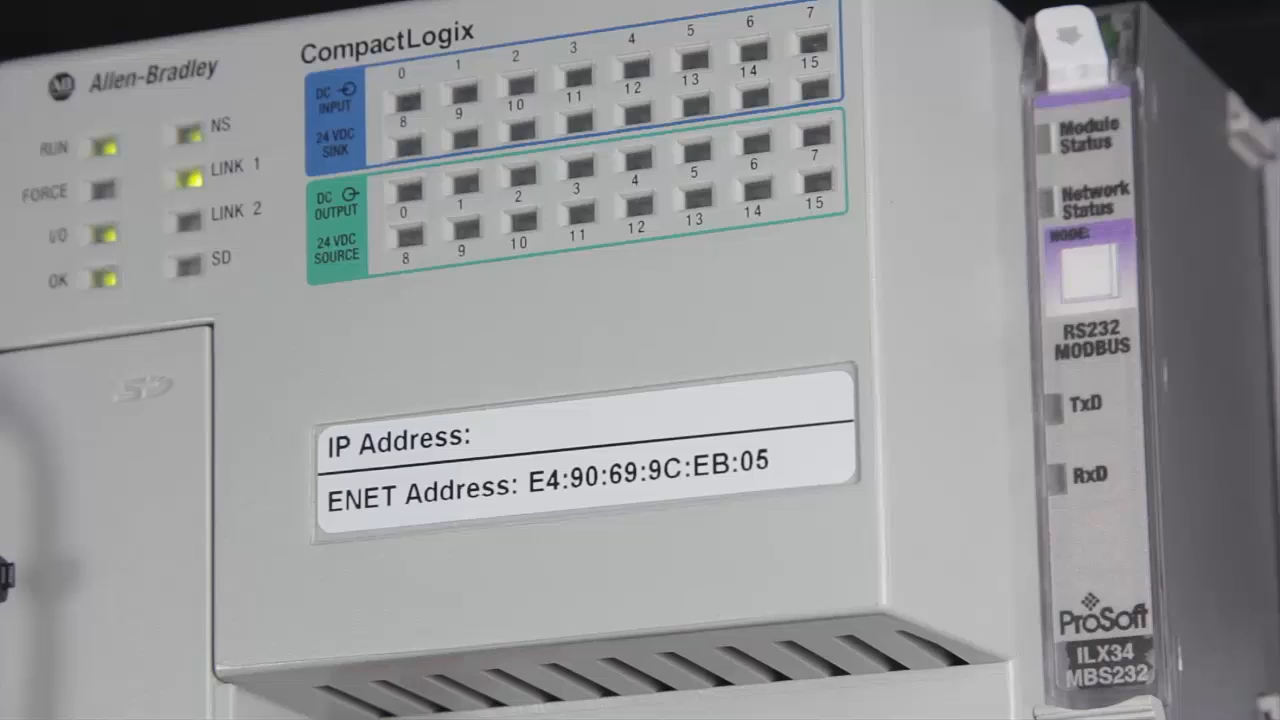 Allen-Bradley
CompactLogix
RUN
FORCE
I/O
OK
NS
LINK 1
LINK 2
SD
DC INPUT
24 VDC SINK
0 1 2 3 4 5 6 7
8 9 10 11 12 13 14 15
DC OUTPUT
24 VDC SOURCE
0 1 2 3 4 5 6 7
8 9 10 11 12 13 14 15
SD
IP Address:
ENET Address: E4:90:69:9C:EB:05
Module
Status
Network
Status
NODE:
RS232
MODBUS
TxD
RxD
ProSoft
ILX34
MBS232